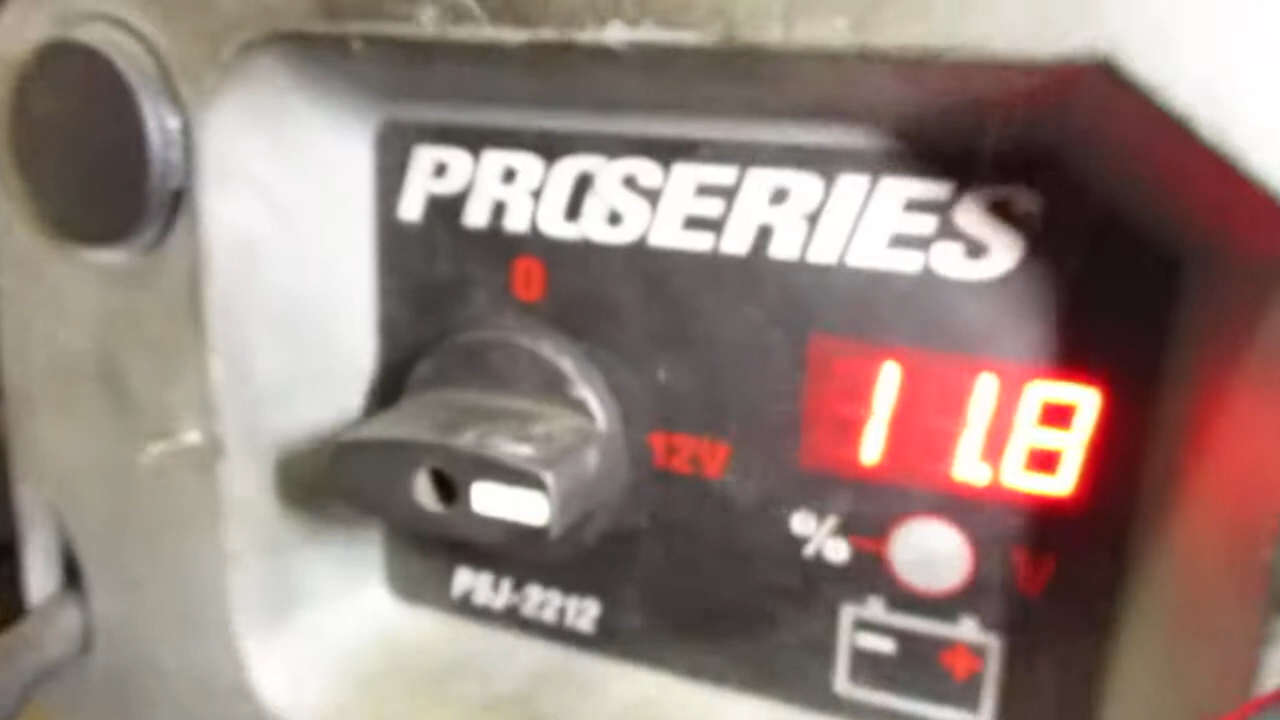 PROSERIES
0
12V
11.8
% V
PSJ-2212
- +